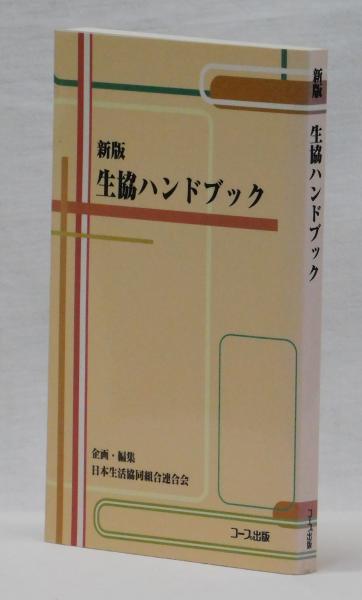 新版
生協ハンドブック
企画・編集
日本生活協同組合連合会
コープ出版
新版
生協ハンドブック
コープ出版